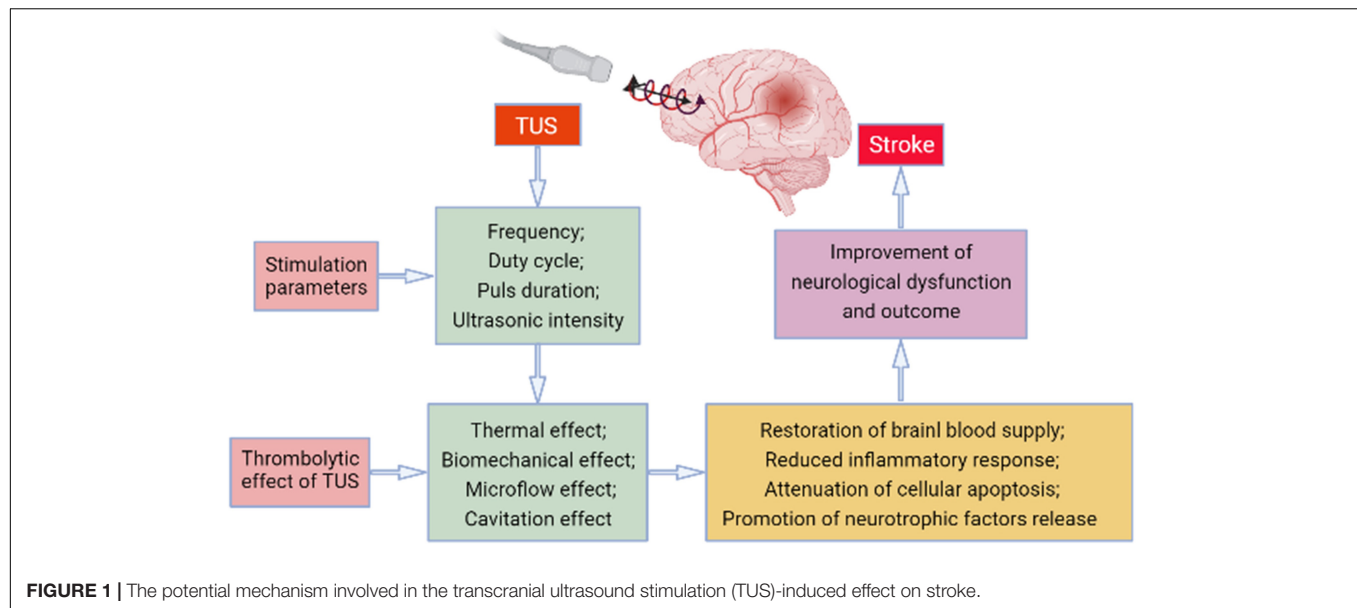 TUS
Stroke
Stimulation
parameters
Frequency;
Duty cycle;
Puls duration;
Ultrasonic intensity
Improvement of
neurological dysfunction
and outcome
Thrombolytic
effect of TUS
Thermal effect;
Biomechanical effect;
Microflow effect;
Cavitation effect
Restoration of brainl blood supply;
Reduced inflammatory response;
Attenuation of cellular apoptosis;
Promotion of neurotrophic factors release
FIGURE 1 | The potential mechanism involved in the transcranial ultrasound stimulation (TUS)-induced effect on stroke.